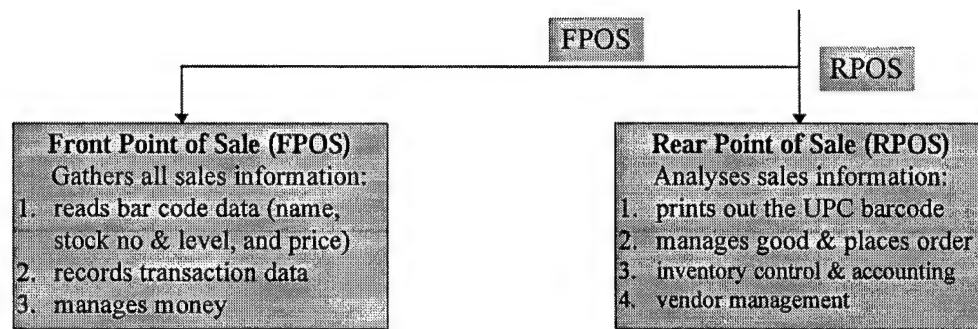 FPOS
RPOS
Front Point of Sale (FPOS)
Gathers all sales information:
1. reads bar code data (name,
stock no & level, and price)
2. records transaction data
3. manages money
Rear Point of Sale (RPOS)
Analyses sales information:
1. prints out the UPC barcode
2. manages good & places order
3. inventory control & accounting
4. vendor management